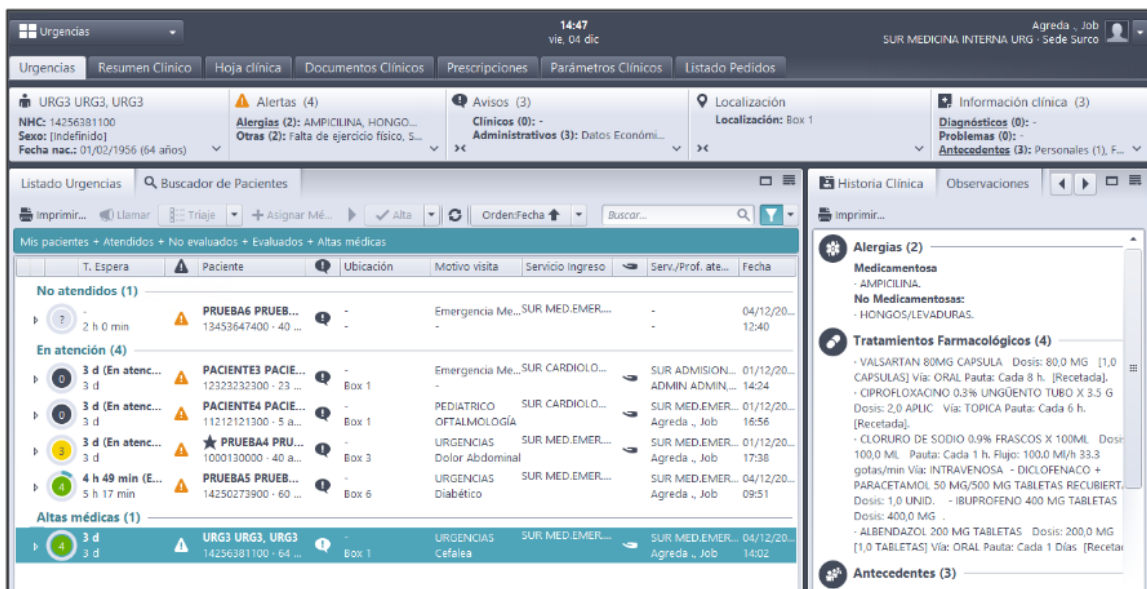 Urgencias
14:47
vie, 04 dic
Agreda ., Job
SUR MEDICINA INTERNA URG - Sede Surco
Urgencias Resumen Clinico Hoja clínica Documentos Clínicos Prescripciones Parámetros Clínicos Listado Pedidos
URG3 URG3, URG3
NHC: 14256381100
Sexo: [Indefinido]
Fecha nac.: 01/02/1956 (64 años)
Alertas (4)
Alergias (2): AMPICILINA, HONGO...
Otras (2): Falta de ejercicio físico, S...
Avisos (3)
Clínicos (0): -
Administrativos (3): Datos Económi...
Localización
Localización: Box 1
Información clínica (3)
Diagnósticos (0): -
Problemas (0): -
Antecedentes (3): Personales (1), F...
Listado Urgencias Buscador de Pacientes
Imprimir... Llamar Triaje + Asignar Mé... Alta Orden:Fecha Buscar...
Mis pacientes + Atendidos + No evaluados + Evaluados + Altas médicas
T. Espera Paciente Ubicación Motivo visita Servicio Ingreso Serv./Prof. ate... Fecha
No atendidos (1)
? - PRUEBA6 PRUEB... - Emergencia Me... SUR MED.EMER.... - 04/12/20...
2 h 0 min 13453647400 - 40 ... - - - 12:40
En atención (4)
0 3 d (En atenc... PACIENTE3 PACIE... - Emergencia Me... SUR CARDIOLO... SUR ADMISION... 01/12/20...
3 d 12323232300 - 23 ... Box 1 - ADMIN ADMIN,... 14:24
0 3 d (En atenc... PACIENTE4 PACIE... - PEDIATRICO SUR CARDIOLO... SUR MED.EMER... 01/12/20...
3 d 11212121300 - 5 a... Box 1 OFTALMOLOGÍA Agreda ., Job 16:56
3 3 d (En atenc... PRUEBA4 PRU... - URGENCIAS SUR MED.EMER.... SUR MED.EMER... 01/12/20...
3 d 1000130000 - 40 a... Box 3 Dolor Abdominal Agreda ., Job 17:38
4 4 h 49 min (E... PRUEBA5 PRUEB... - URGENCIAS SUR MED.EMER.... SUR MED.EMER... 04/12/20...
5 h 17 min 14250273900 - 60 ... Box 6 Diabético Agreda ., Job 09:51
Altas médicas (1)
4 3 d URG3 URG3, URG3 - URGENCIAS SUR MED.EMER.... SUR MED.EMER... 04/12/20...
3 d 14256381100 - 64 ... Box 1 Cefalea Agreda ., Job 14:02
Historia Clínica Observaciones
Imprimir...
Alergias (2)
Medicamentosa
- AMPICILINA.
No Medicamentosas:
- HONGOS/LEVADURAS.
Tratamientos Farmacológicos (4)
- VALSARTAN 80MG CAPSULA Dosis: 80,0 MG [1,0
CAPSULAS] Vía: ORAL Pauta: Cada 8 h. [Recetada].
- CIPROFLOXACINO 0.3% UNGÜENTO TUBO X 3.5 G
Dosis: 2,0 APLIC Vía: TOPICA Pauta: Cada 6 h.
[Recetada].
- CLORURO DE SODIO 0.9% FRASCOS X 100ML Dosi
100,0 ML Pauta: Cada 1 h. Flujo: 100.0 Ml/h 33.3
gotas/min Vía: INTRAVENOSA - DICLOFENACO +
PARACETAMOL 50 MG/500 MG TABLETAS RECUBIERT
Dosis: 1,0 UNID. - IBUPROFENO 400 MG TABLETAS
Dosis: 400,0 MG .
- ALBENDAZOL 200 MG TABLETAS Dosis: 200,0 MG
[1,0 TABLETAS] Vía: ORAL Pauta: Cada 1 Días [Receta
Antecedentes (3)